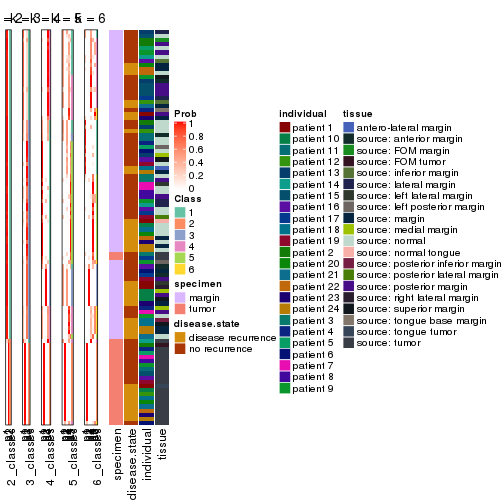 k = 6
Prob
1
0.8
0.6
0.4
0.2
0
Class
1
2
3
4
5
6
specimen
margin
tumor
disease.state
disease recurrence
no recurrence
individual
patient 1
patient 10
patient 11
patient 12
patient 13
patient 14
patient 15
patient 16
patient 17
patient 18
patient 19
patient 2
patient 20
patient 21
patient 22
patient 23
patient 24
patient 3
patient 4
patient 5
patient 6
patient 7
patient 8
patient 9
tissue
antero-lateral margin
source: anterior margin
source: FOM margin
source: FOM tumor
source: inferior margin
source: lateral margin
source: left lateral margin
source: left posterior margin
source: margin
source: medial margin
source: normal
source: normal tongue
source: posterior inferior margin
source: posterior lateral margin
source: posterior margin
source: right lateral margin
source: superior margin
source: tongue base margin
source: tongue tumor
source: tumor
2_classes
3_classes
4_classes
5_classes
6_classes
specimen
disease.state
individual
tissue